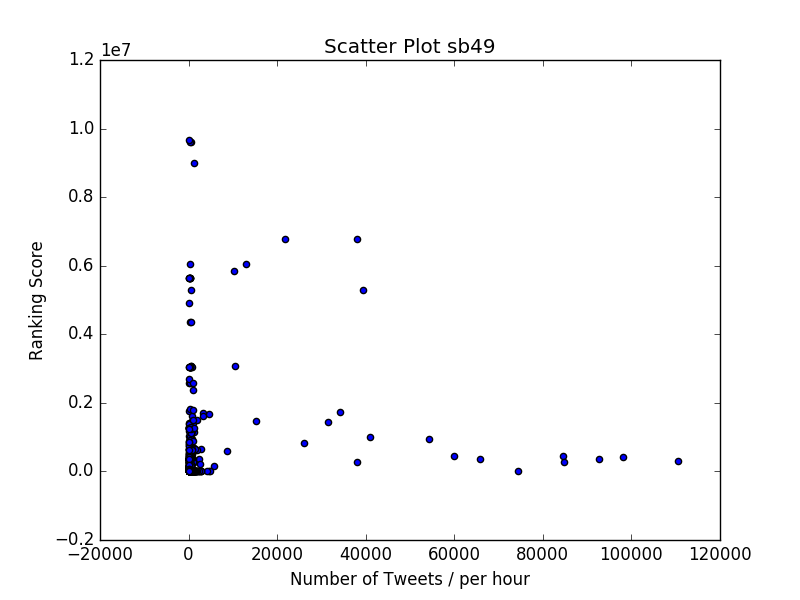 Scatter Plot sb49
1e7
1.2
1.0
0.8
0.6
0.4
0.2
0.0
−0.2
−20000 0 20000 40000 60000 80000 100000 120000
Ranking Score
Number of Tweets / per hour